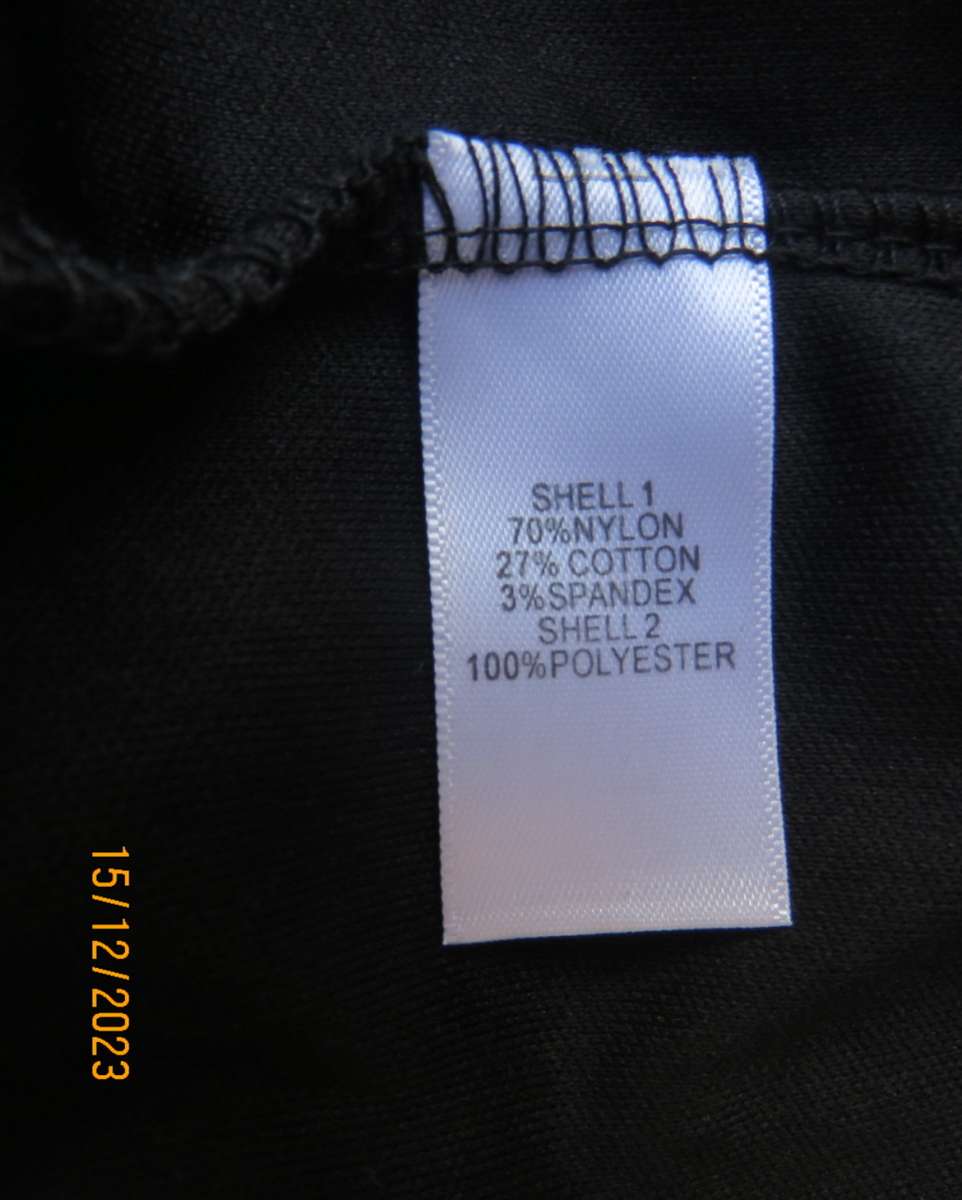 SHELL 1
70%NYLON
27% COTTON
3%SPANDEX
SHELL 2
100%POLYESTER
15/12/2023